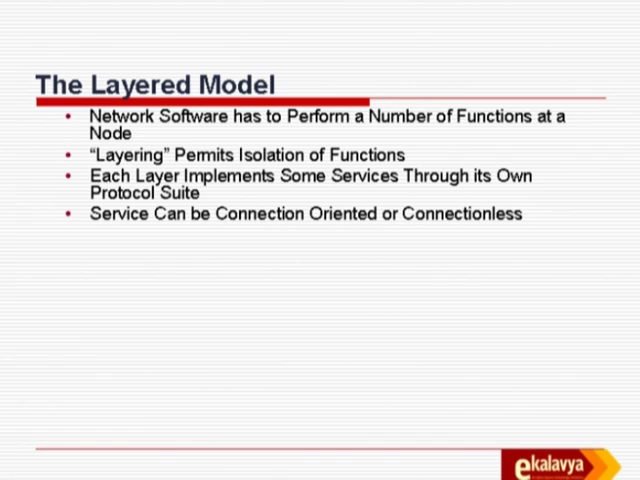 The Layered Model
• Network Software has to Perform a Number of Functions at a
Node
• “Layering” Permits Isolation of Functions
• Each Layer Implements Some Services Through its Own
Protocol Suite
• Service Can be Connection Oriented or Connectionless
ekalavya